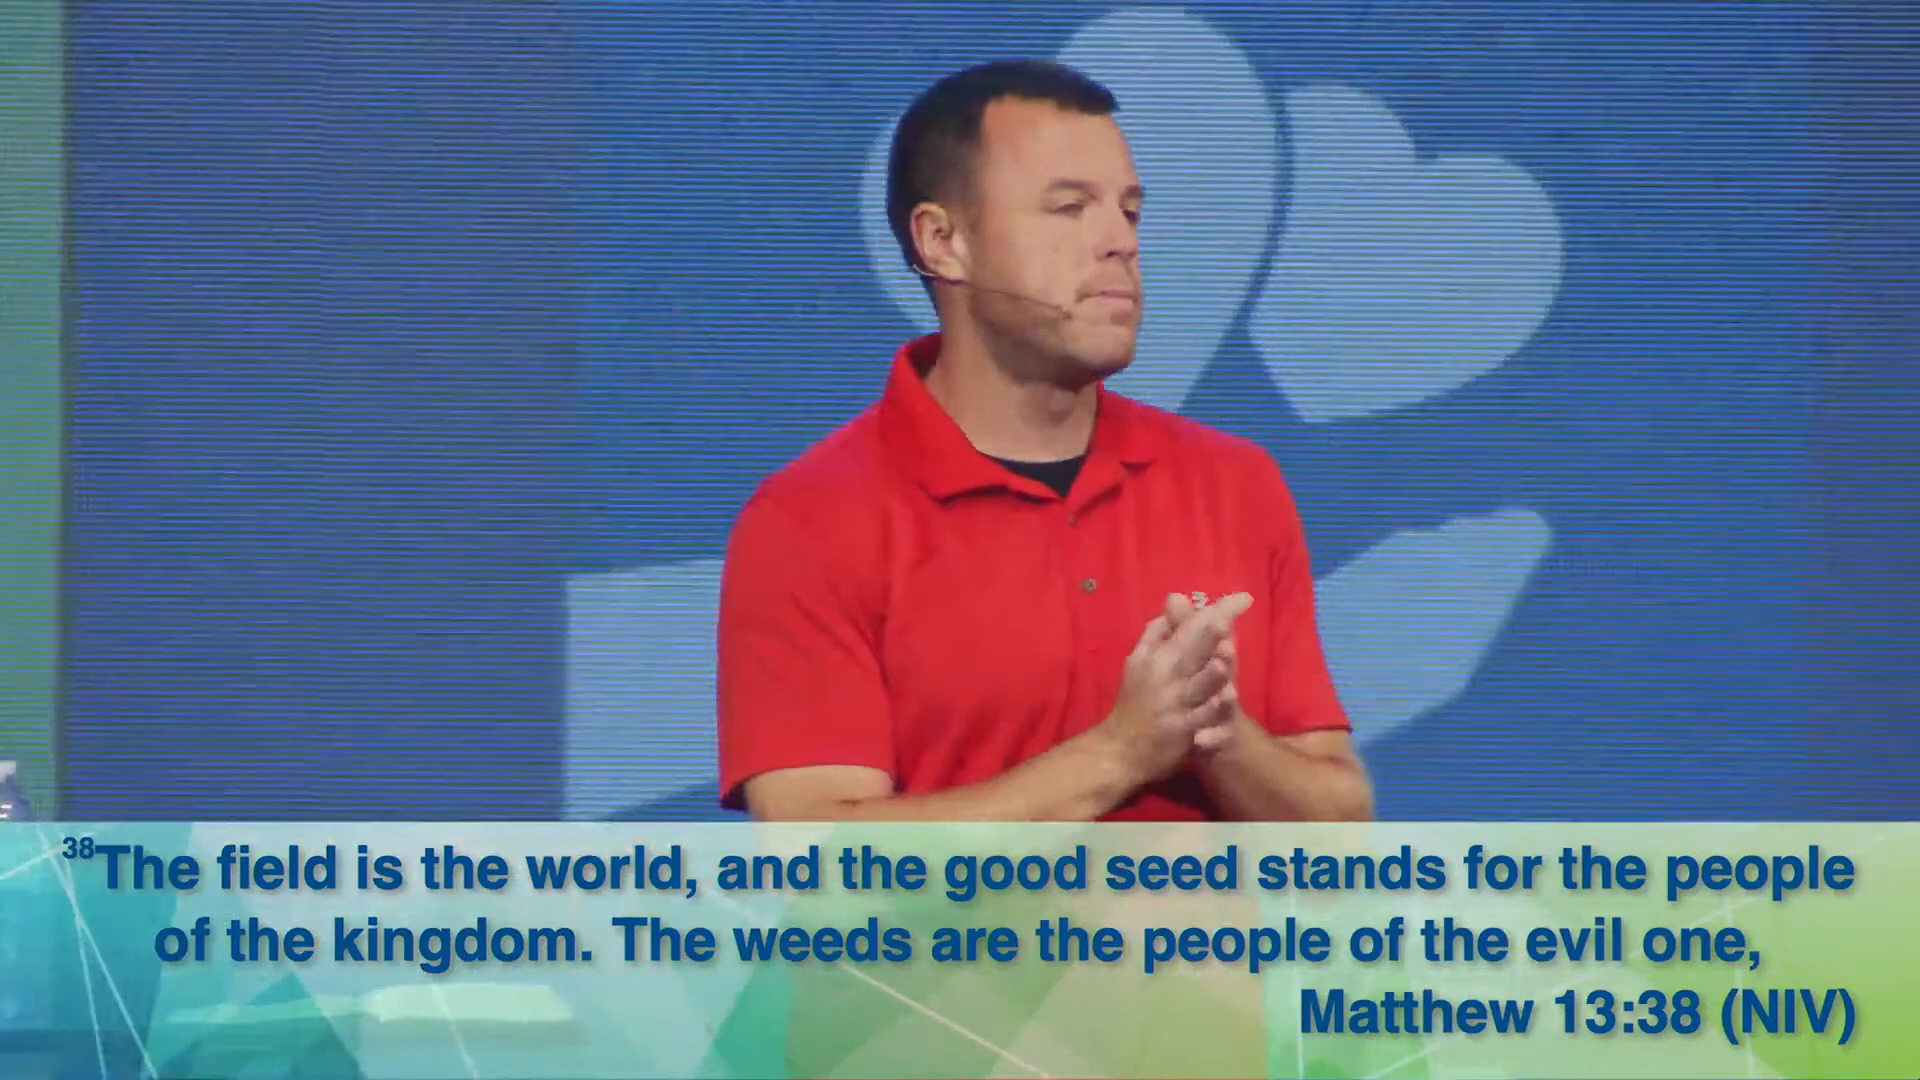 38The field is the world, and the good seed stands for the people
of the kingdom. The weeds are the people of the evil one,
Matthew 13:38 (NIV)